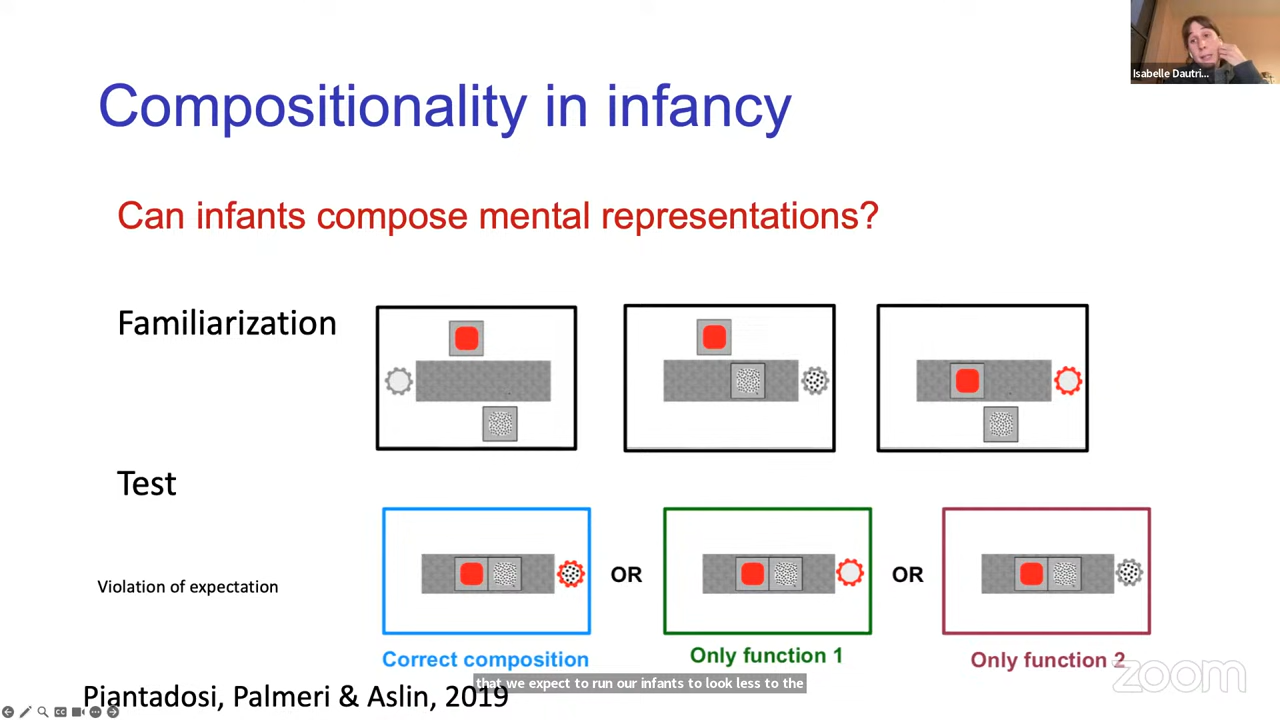 Isabelle Dautri...
Compositionality in infancy
Can infants compose mental representations?
Familiarization
Test
Violation of expectation
OR
OR
Correct composition
Only function 1
Only function 2
that we expect to run our infants to look less to the
Piantadosi, Palmeri & Aslin, 2019
zoom